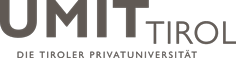 UMIT TIROL
DIE TIROLER PRIVATUNIVERSITÄT